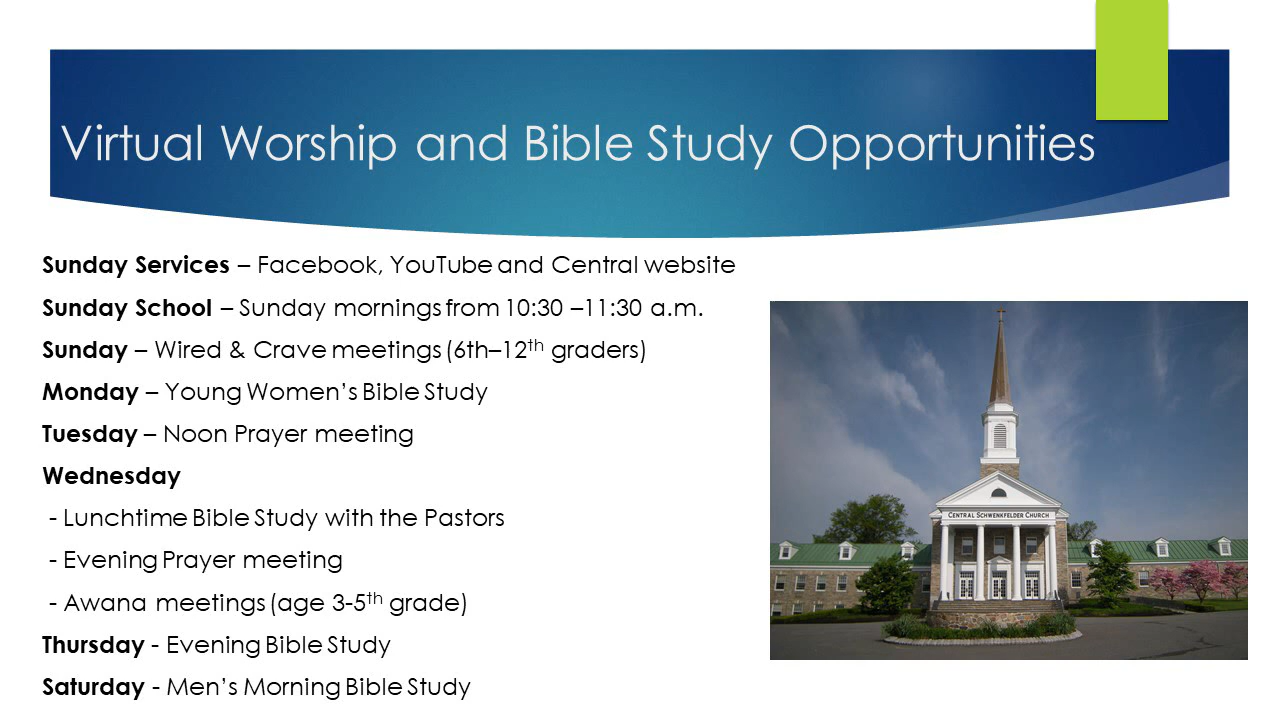 Virtual Worship and Bible Study Opportunities
Sunday Services – Facebook, YouTube and Central website
Sunday School – Sunday mornings from 10:30 –11:30 a.m.
Sunday – Wired & Crave meetings (6th–12th graders)
Monday – Young Women's Bible Study
Tuesday – Noon Prayer meeting
Wednesday
- Lunchtime Bible Study with the Pastors
- Evening Prayer meeting
- Awana meetings (age 3-5th grade)
Thursday - Evening Bible Study
Saturday - Men's Morning Bible Study
CENTRAL SCHWENKFELDER CHURCH